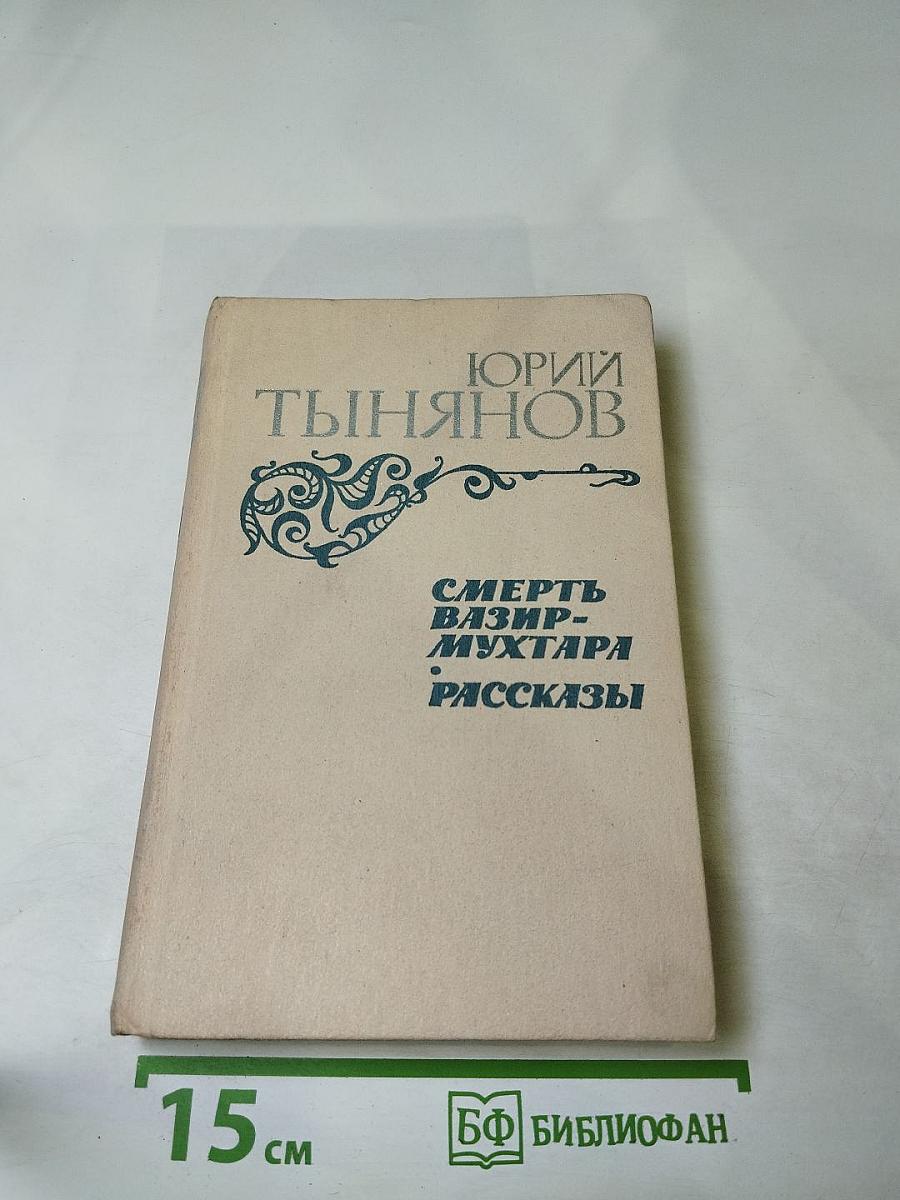 ЮРИЙ
ТЫНЯНОВ
СМЕРТЬ
ВАЗИР-
МУХТАРА
•
РАССКАЗЫ
15 см
БФ БИБЛИОФАН